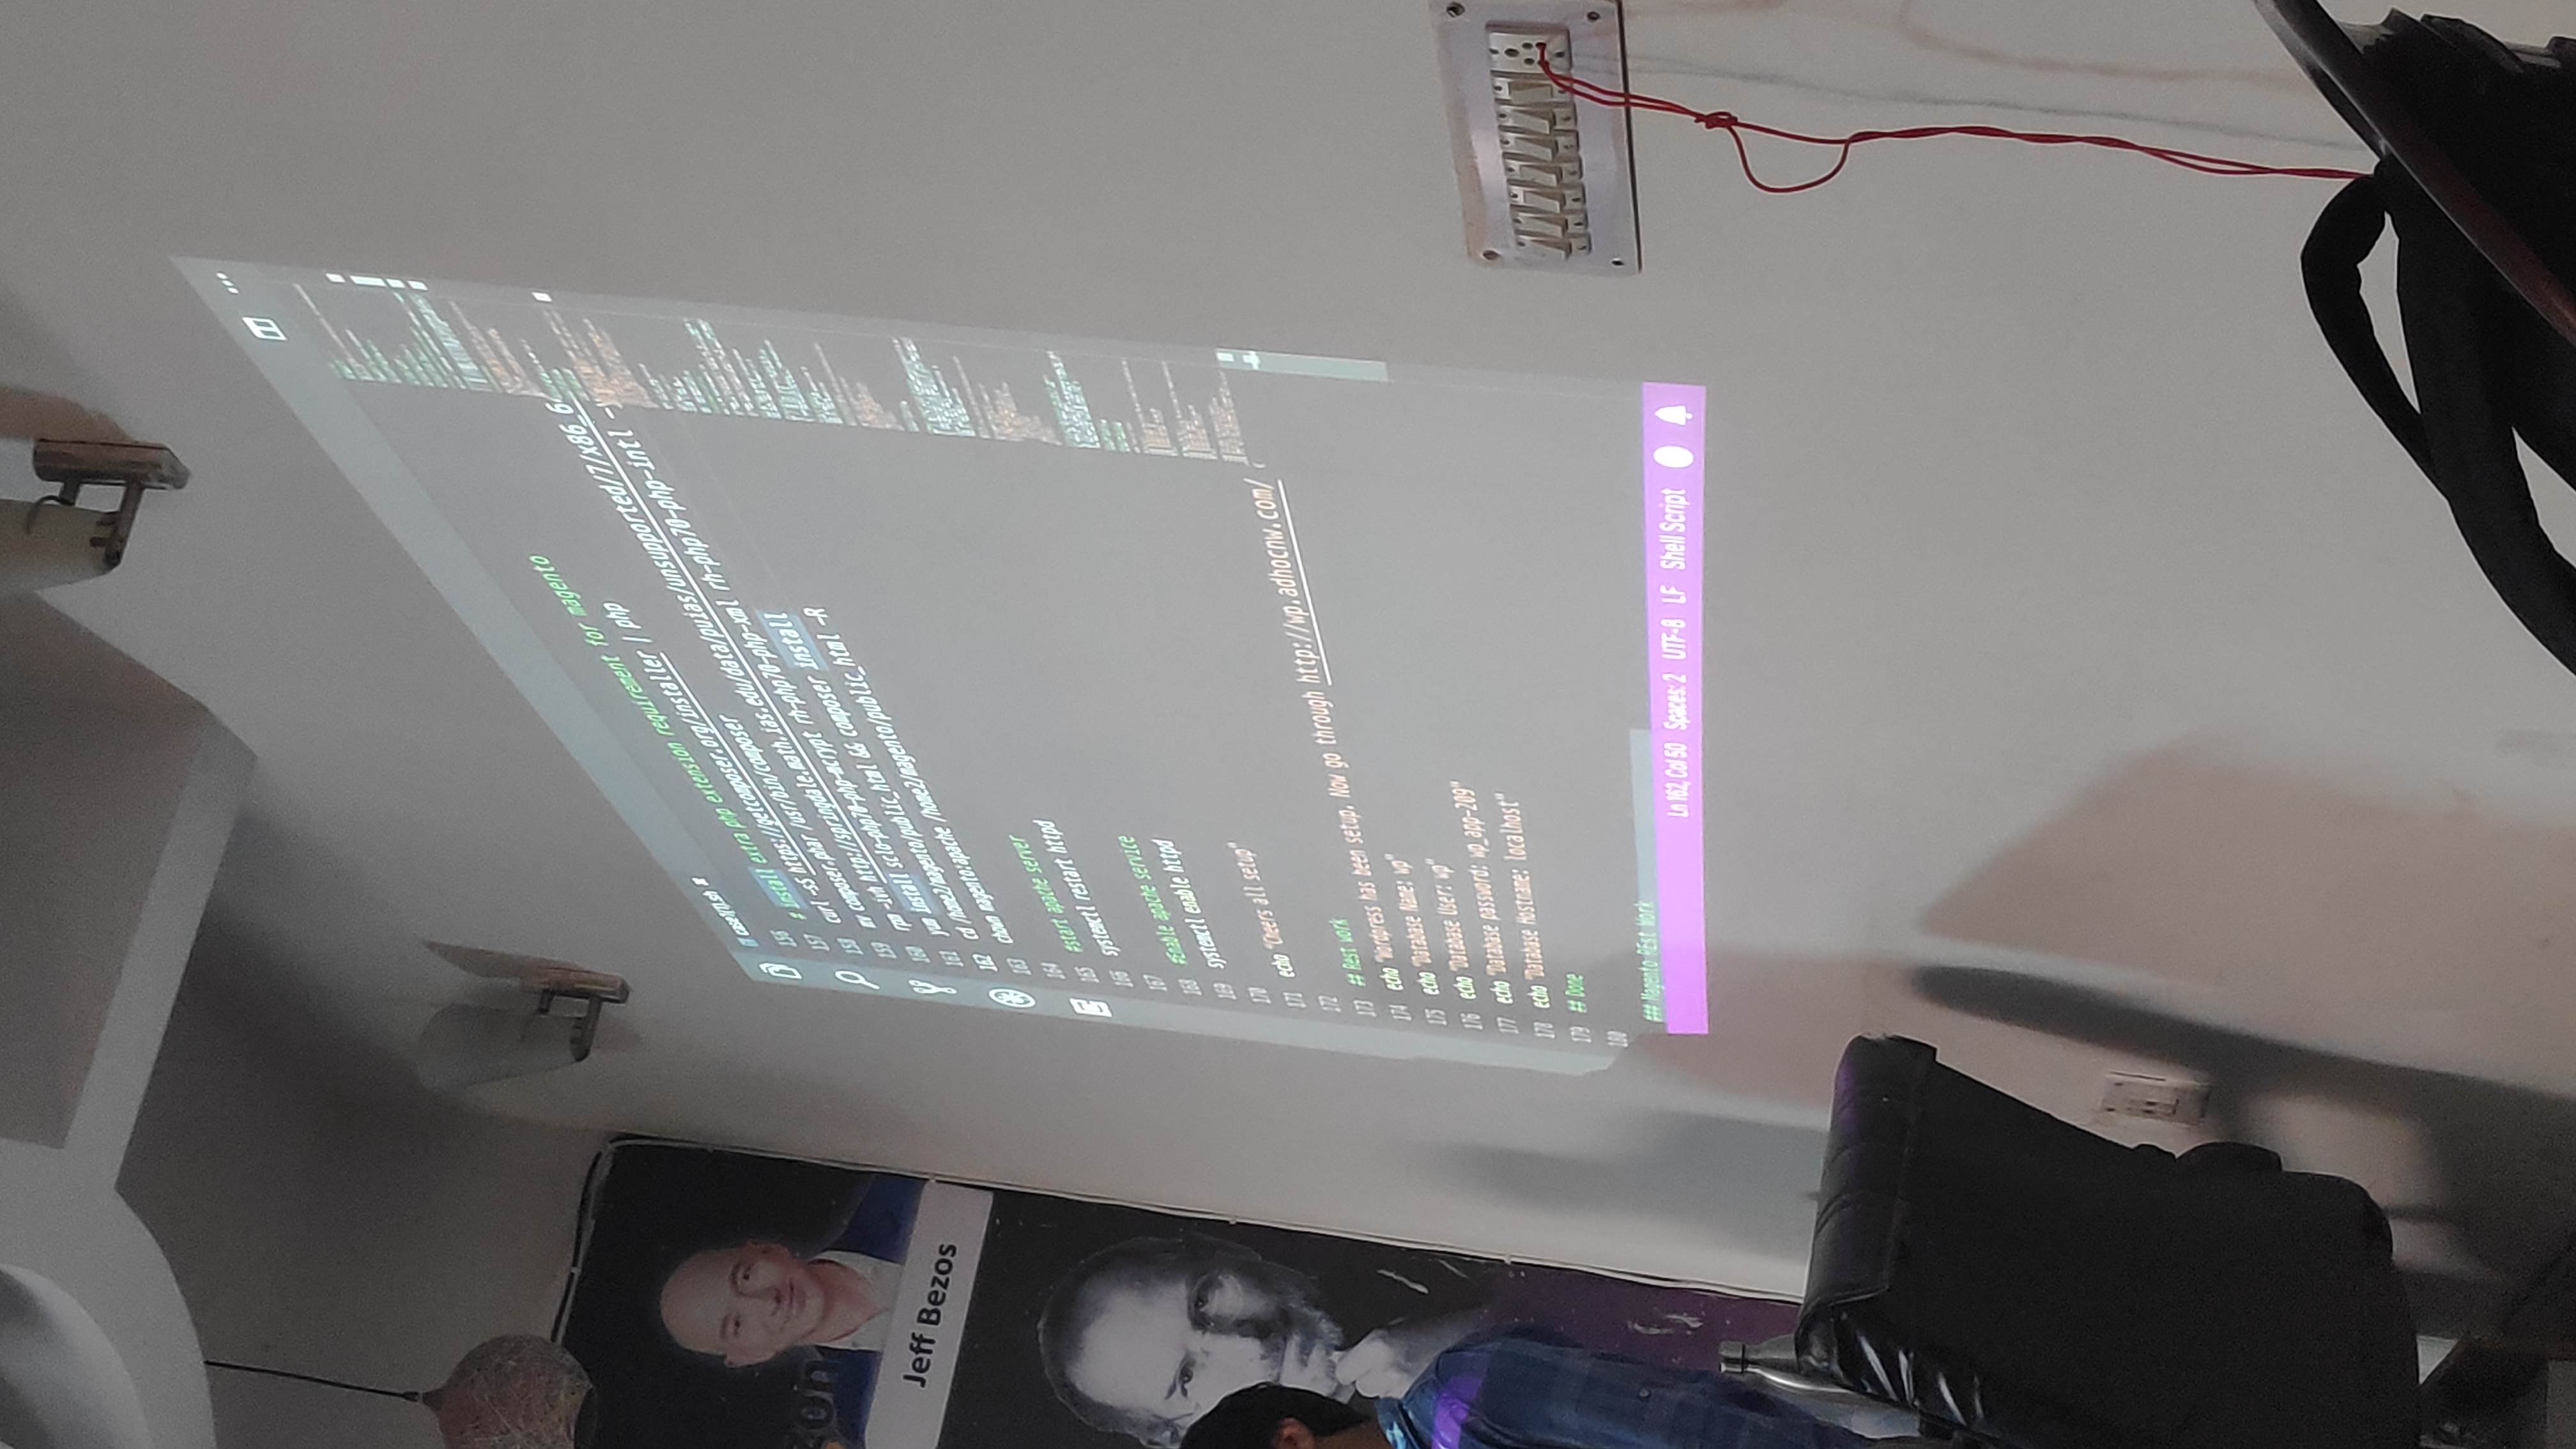 zon
Jeff Bezos
case1(1).sh
156
157 # install extra php extension requirement for magento
158 curl -sS https://getcomposer.org/installer | php
159 mv composer.phar /usr/bin/composer
160 rpm -ivh http://springdale.math.ias.edu/data/puias/unsupported/7/x86_6
161 yum install sclo-php70-php-mcrypt rh-php70-php-xml rh-php70-php-intl -y
162 cd /home2/magento/public_html && composer install
163 chown magento:apache /home2/magento/public_html -R
164
165 #start apache server
166 systemctl restart httpd
167
168 #Enable apache service
169 systemctl enable httpd
170
171 echo "Cheers all setup"
172
173 ## Rest work
174 echo "Wordpress has been setup. Now go through http://wp.adhocnw.com/
175 echo "Database Name: wp"
176 echo "Database User: wp"
177 echo "Database password: wp_app-209"
178 echo "Database Hostname: localhost"
179 ## Done
180
### Magento REst Work
Ln 162, Col 50 Spaces: 2 UTF-8 LF Shell Script